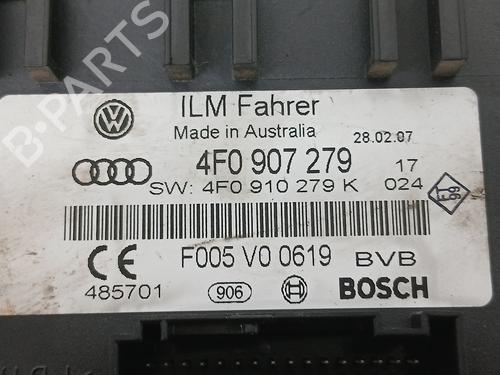 ILM Fahrer
Made in Australia
28.02.07
4F0 907 279 17
SW: 4F0 910 279 K 024
F005 V0 0619 BVB
485701 906 BOSCH
B-PARTS